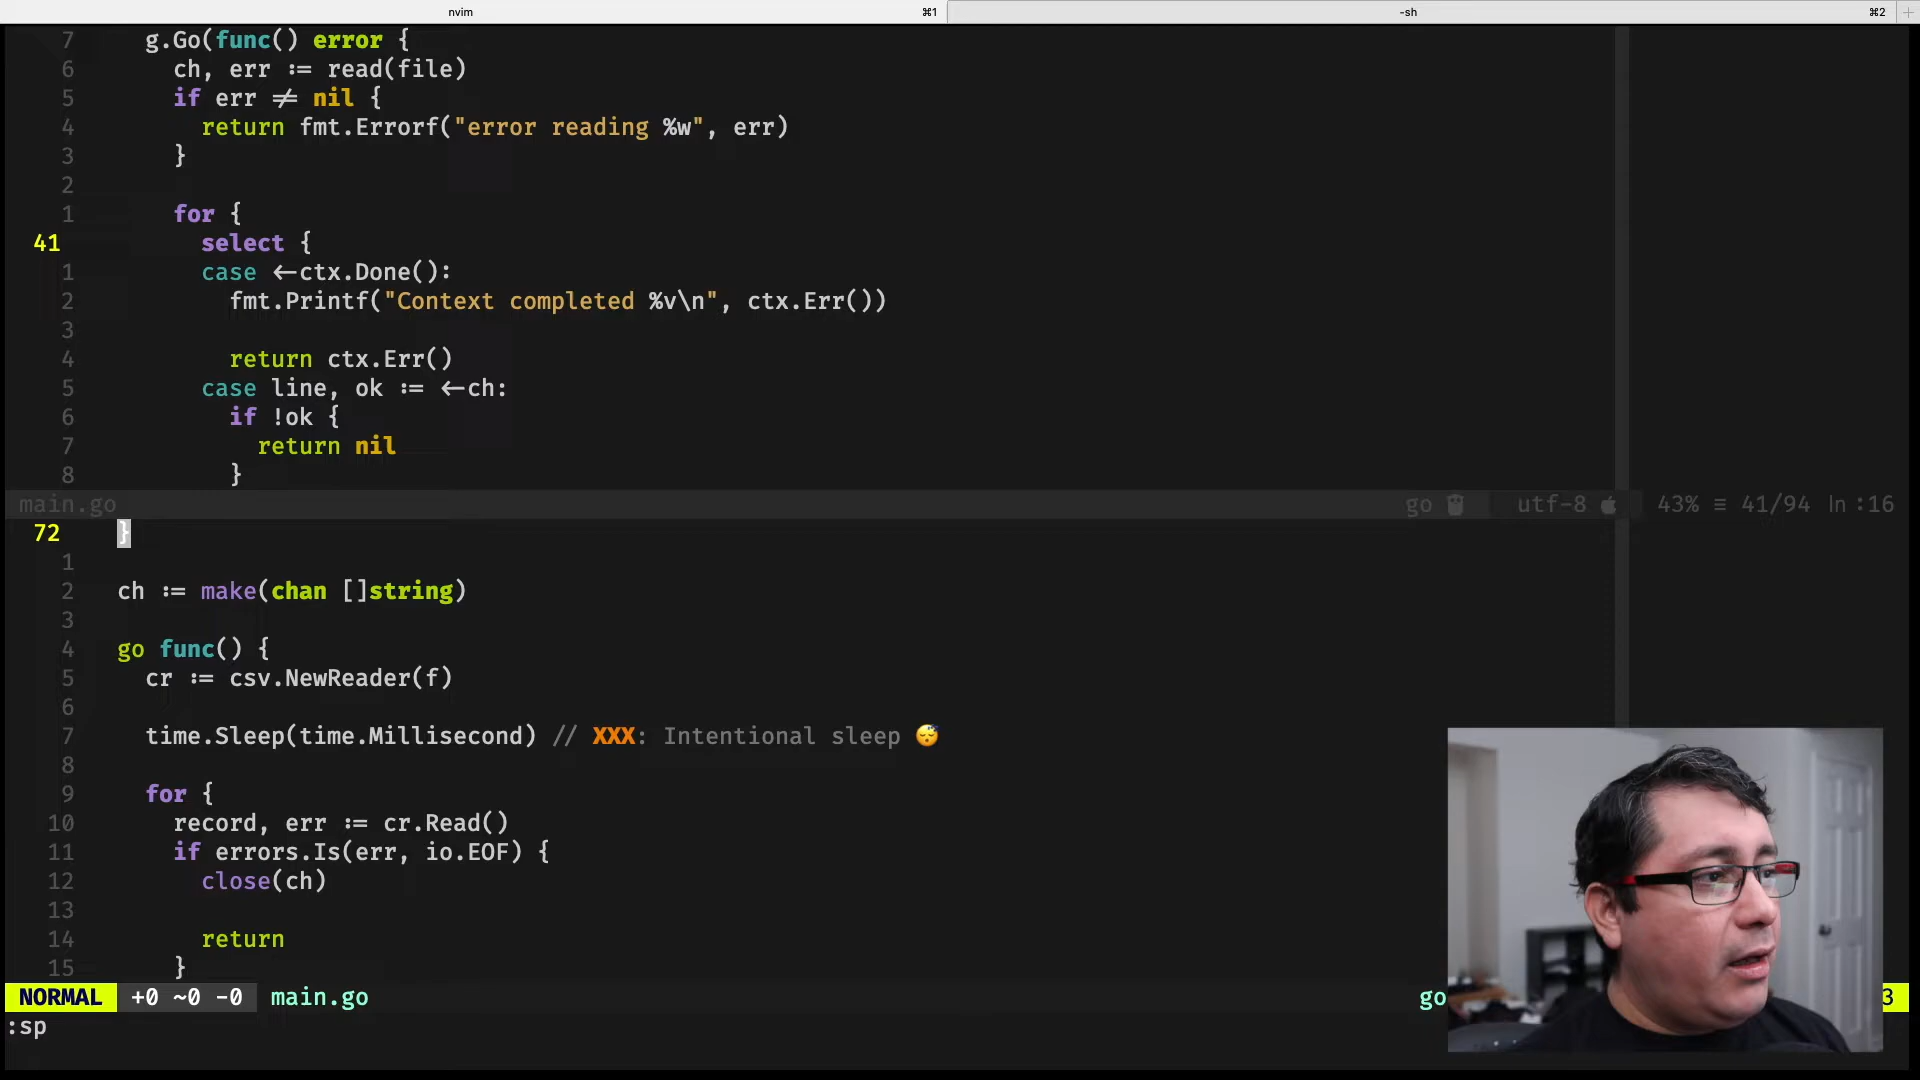 nvim ⌘1 -sh ⌘2 +
7 g.Go(func() error {
6 ch, err := read(file)
5 if err ≠ nil {
4 return fmt.Errorf("error reading %w", err)
3 }
2
1 for {
41 select {
1 case ←ctx.Done():
2 fmt.Printf("Context completed %v\n", ctx.Err())
3
4 return ctx.Err()
5 case line, ok := ←ch:
6 if !ok {
7 return nil
8 }
main.go go utf-8 43% ≡ 41/94 ln :16
72 }
1
2 ch := make(chan []string)
3
4 go func() {
5 cr := csv.NewReader(f)
6
7 time.Sleep(time.Millisecond) // XXX: Intentional sleep 😴
8
9 for {
10 record, err := cr.Read()
11 if errors.Is(err, io.EOF) {
12 close(ch)
13
14 return
15 }
NORMAL +0 ~0 -0 main.go go 3
:sp